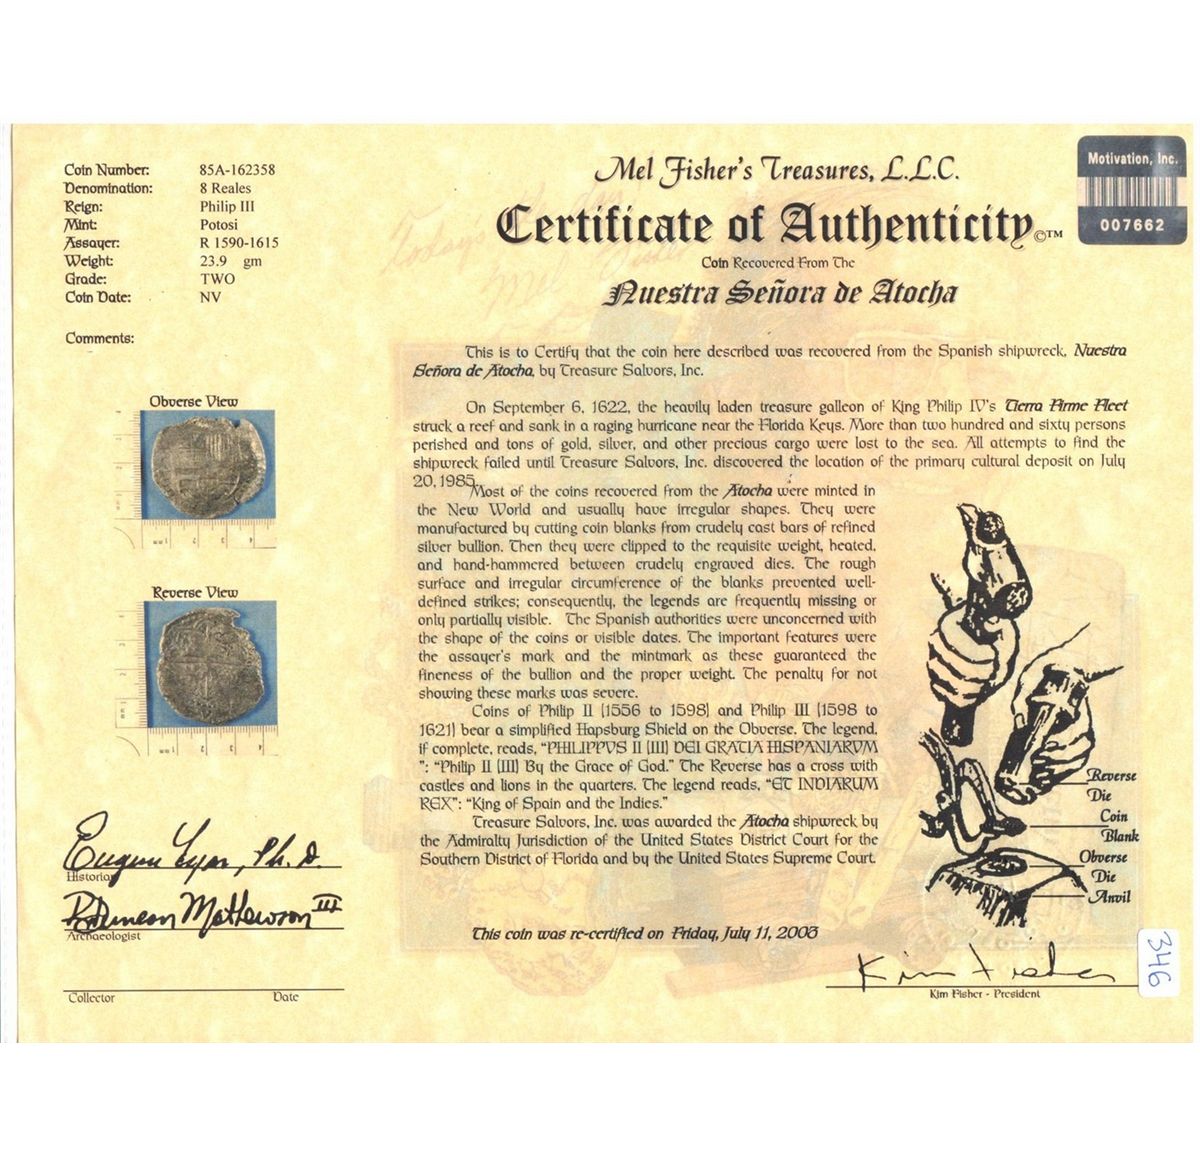 Coin Number: 85A-162358
Denomination: 8 Reales
Reign: Philip III
Mint: Potosi
Assayer: R 1590-1615
Weight: 23.9 gm
Grade: TWO
Coin Date: NV
Comments:
Obverse View
Reverse View
Eugene Lyon, Ph.D.
Historian
R Duncan Mathewson III
Archaeologist
Collector Date
Mel Fisher's Treasures, L.L.C.
Certificate of Authenticity ©™
Coin Recovered From The
Nuestra Señora de Atocha
Motivation, Inc.
007662
This is to Certify that the coin here described was recovered from the Spanish shipwreck, Nuestra
Señora de Atocha, by Treasure Salvors, Inc.
On September 6, 1622, the heavily laden treasure galleon of King Philip IV's Tierra Firme Fleet
struck a reef and sank in a raging hurricane near the Florida Keys. More than two hundred and sixty persons
perished and tons of gold, silver, and other precious cargo were lost to the sea. All attempts to find the
shipwreck failed until Treasure Salvors, Inc. discovered the location of the primary cultural deposit on July
20, 1985.
Most of the coins recovered from the Atocha were minted in
the New World and usually have irregular shapes. They were
manufactured by cutting coin blanks from crudely cast bars of refined
silver bullion. Then they were clipped to the requisite weight, heated,
and hand-hammered between crudely engraved dies. The rough
surface and irregular circumference of the blanks prevented well-
defined strikes; consequently, the legends are frequently missing or
only partially visible. The Spanish authorities were unconcerned with
the shape of the coins or visible dates. The important features were
the assayer's mark and the mintmark as these guaranteed the
fineness of the bullion and the proper weight. The penalty for not
showing these marks was severe.
Coins of Philip II (1556 to 1598) and Philip III (1598 to
1621) bear a simplified Hapsburg Shield on the Obverse. The legend,
if complete, reads, "PHILIPPVS II (III) DEI GRATIA HISPANIARVM
": "Philip II (III) By the Grace of God." The Reverse has a cross with
castles and lions in the quarters. The legend reads, "ET INDIARUM
REX": "King of Spain and the Indies."
Treasure Salvors, Inc. was awarded the Atocha shipwreck by
the Admiralty Jurisdiction of the United States District Court for the
Southern District of Florida and by the United States Supreme Court.
This coin was re-certified on Friday, July 11, 2003
Reverse
Die
Coin
Blank
Obverse
Die
Anvil
Kim Fisher
Kim Fisher - President
346